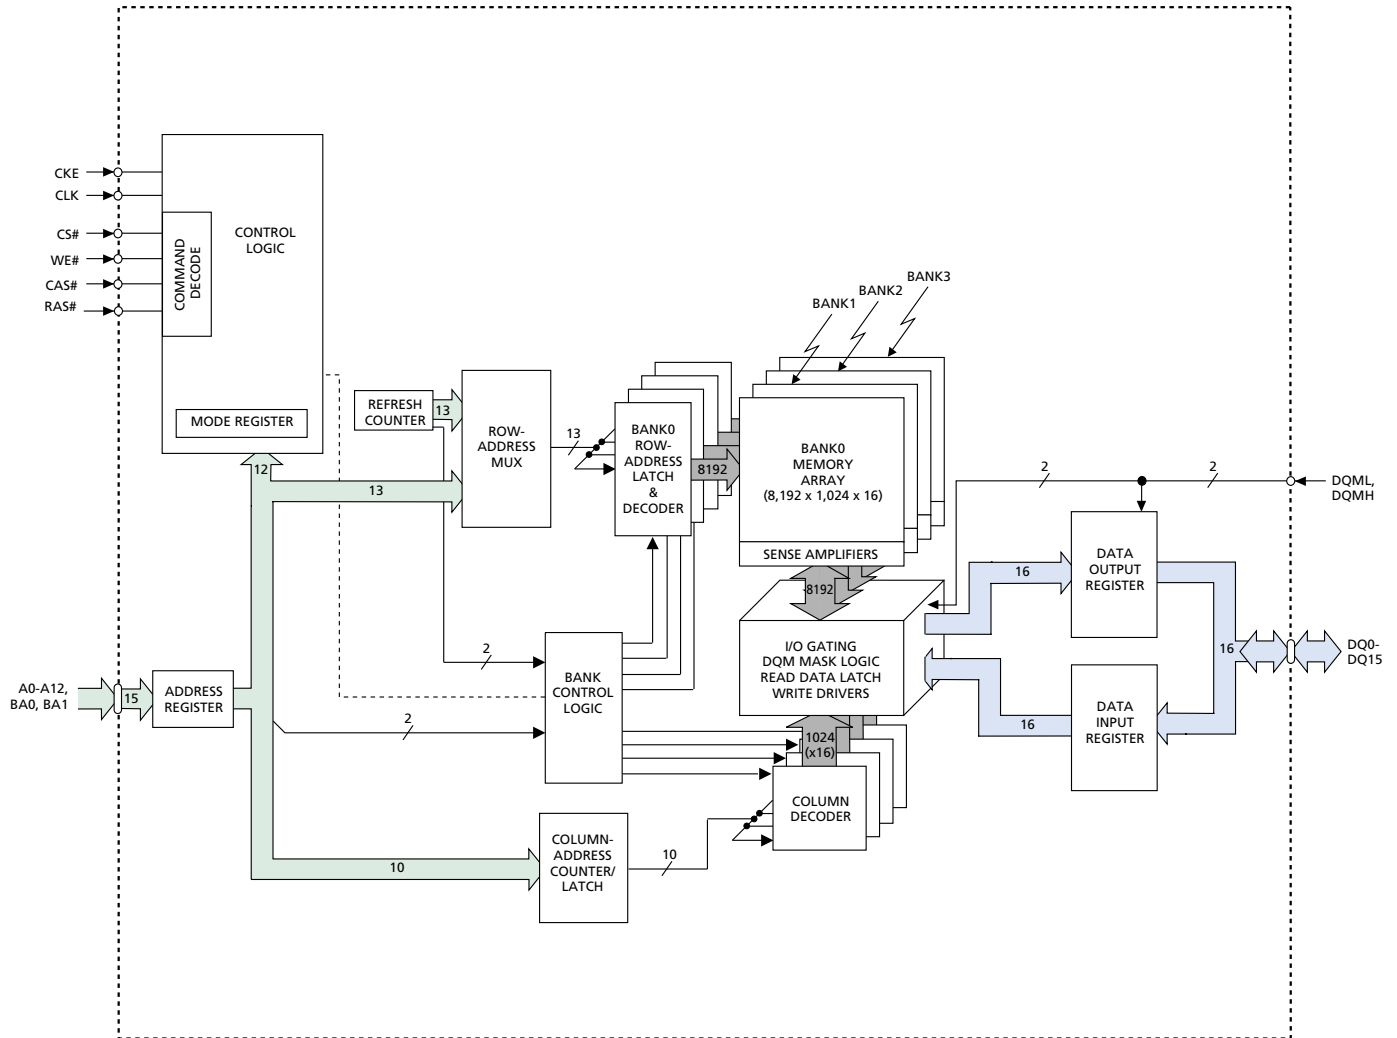 CKE
CLK
CS#
WE#
CAS#
RAS#
COMMAND
DECODE
CONTROL
LOGIC
MODE REGISTER
12
REFRESH
COUNTER
13
13
ROW-
ADDRESS
MUX
13
BANK0
ROW-
ADDRESS
LATCH
&
DECODER
8192
BANK1
BANK2
BANK3
BANK0
MEMORY
ARRAY
(8,192 x 1,024 x 16)
SENSE AMPLIFIERS
8192
I/O GATING
DQM MASK LOGIC
READ DATA LATCH
WRITE DRIVERS
2
2
DQML,
DQMH
DATA
OUTPUT
REGISTER
16
16
DQ0-
DQ15
DATA
INPUT
REGISTER
16
A0-A12,
BA0, BA1
15
ADDRESS
REGISTER
2
2
BANK
CONTROL
LOGIC
1024
(x16)
COLUMN
DECODER
10
COLUMN-
ADDRESS
COUNTER/
LATCH
10